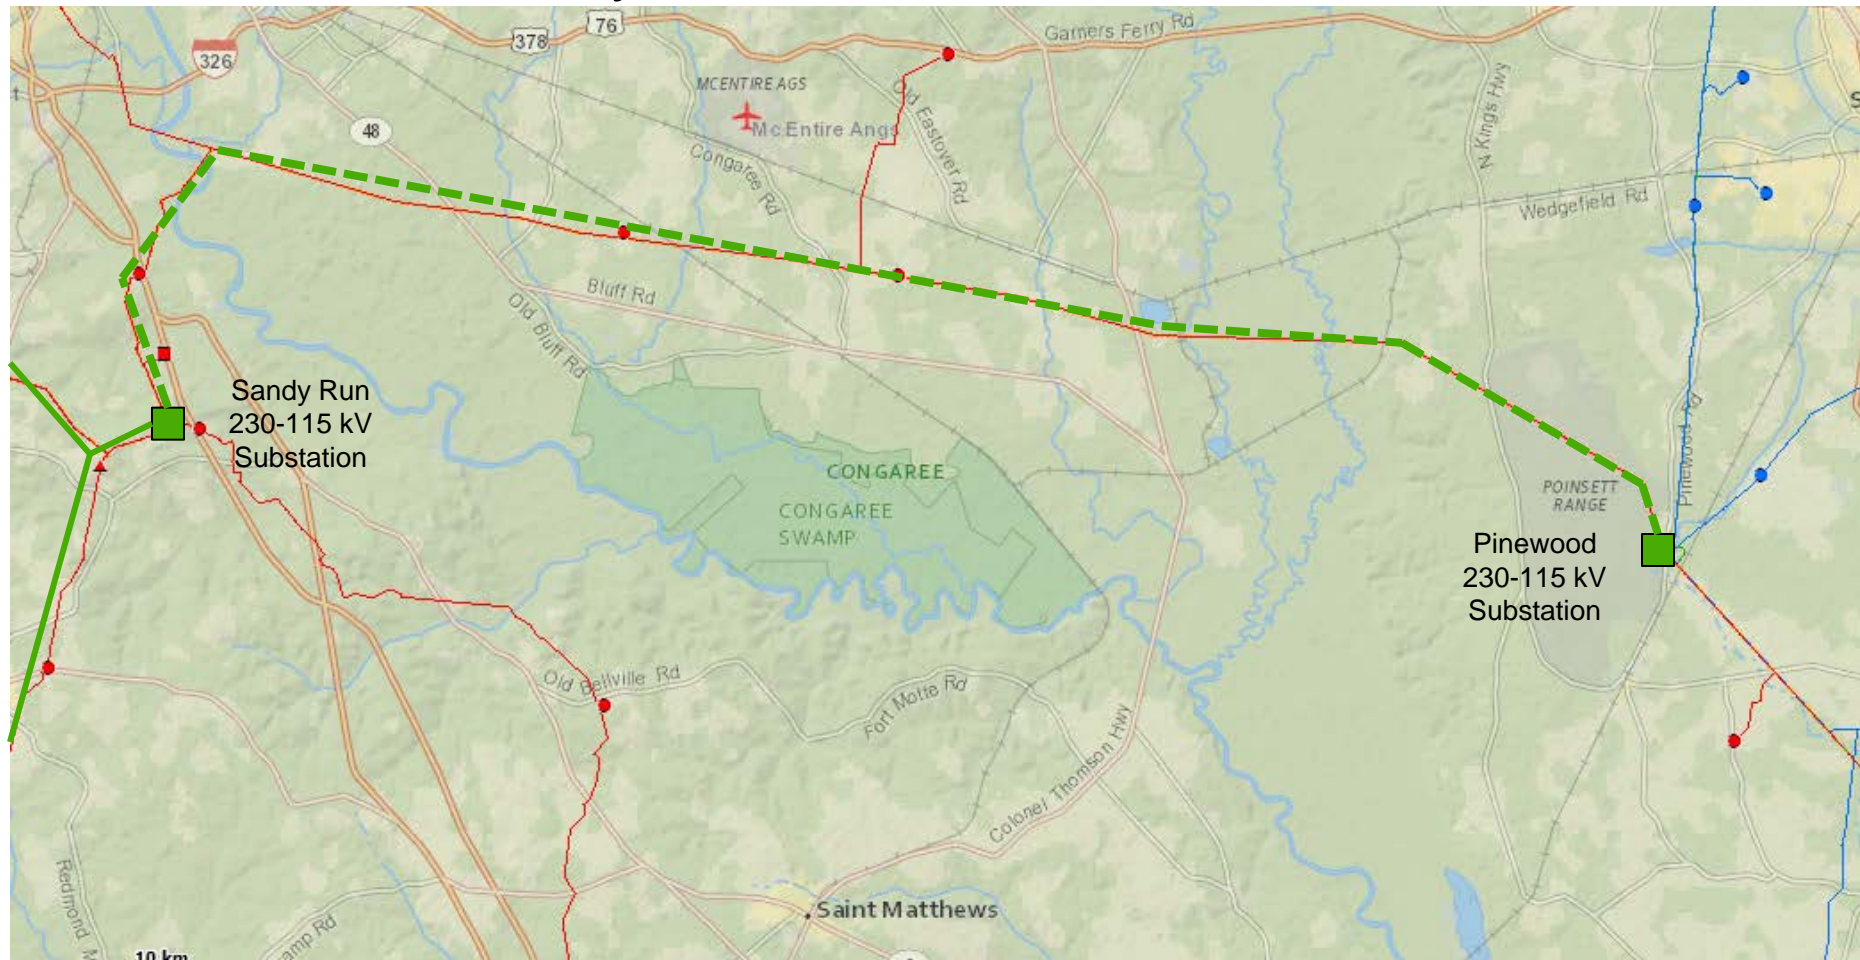 76
378
Garners Ferry Rd
326
MCENTIRE AGS
McEntire Angs
48
Old Eastover Rd
N Kings Hwy
Congaree Rd
Wedgefield Rd
Bluff Rd
Old Bluff Rd
Sandy Run
230-115 kV
Substation
Pinewood Rd
CONGAREE
CONGAREE
SWAMP
POINSETT
RANGE
Pinewood
230-115 kV
Substation
Old Bellville Rd
Fort Motte Rd
Colonel Thomson Hwy
Redmond M
Saint Matthews
amp Rd
10 km